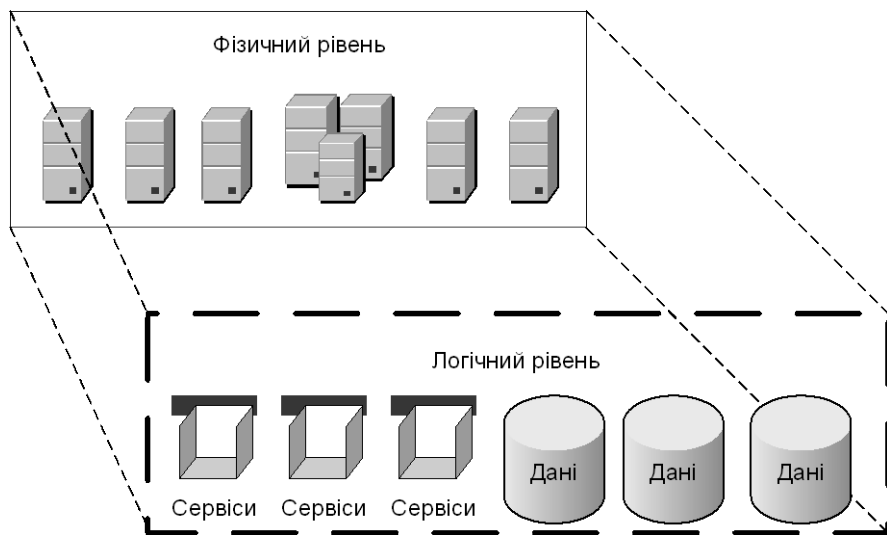 Фізичний рівень
Логічний рівень
Дані Дані Дані
Сервіси Сервіси Сервіси